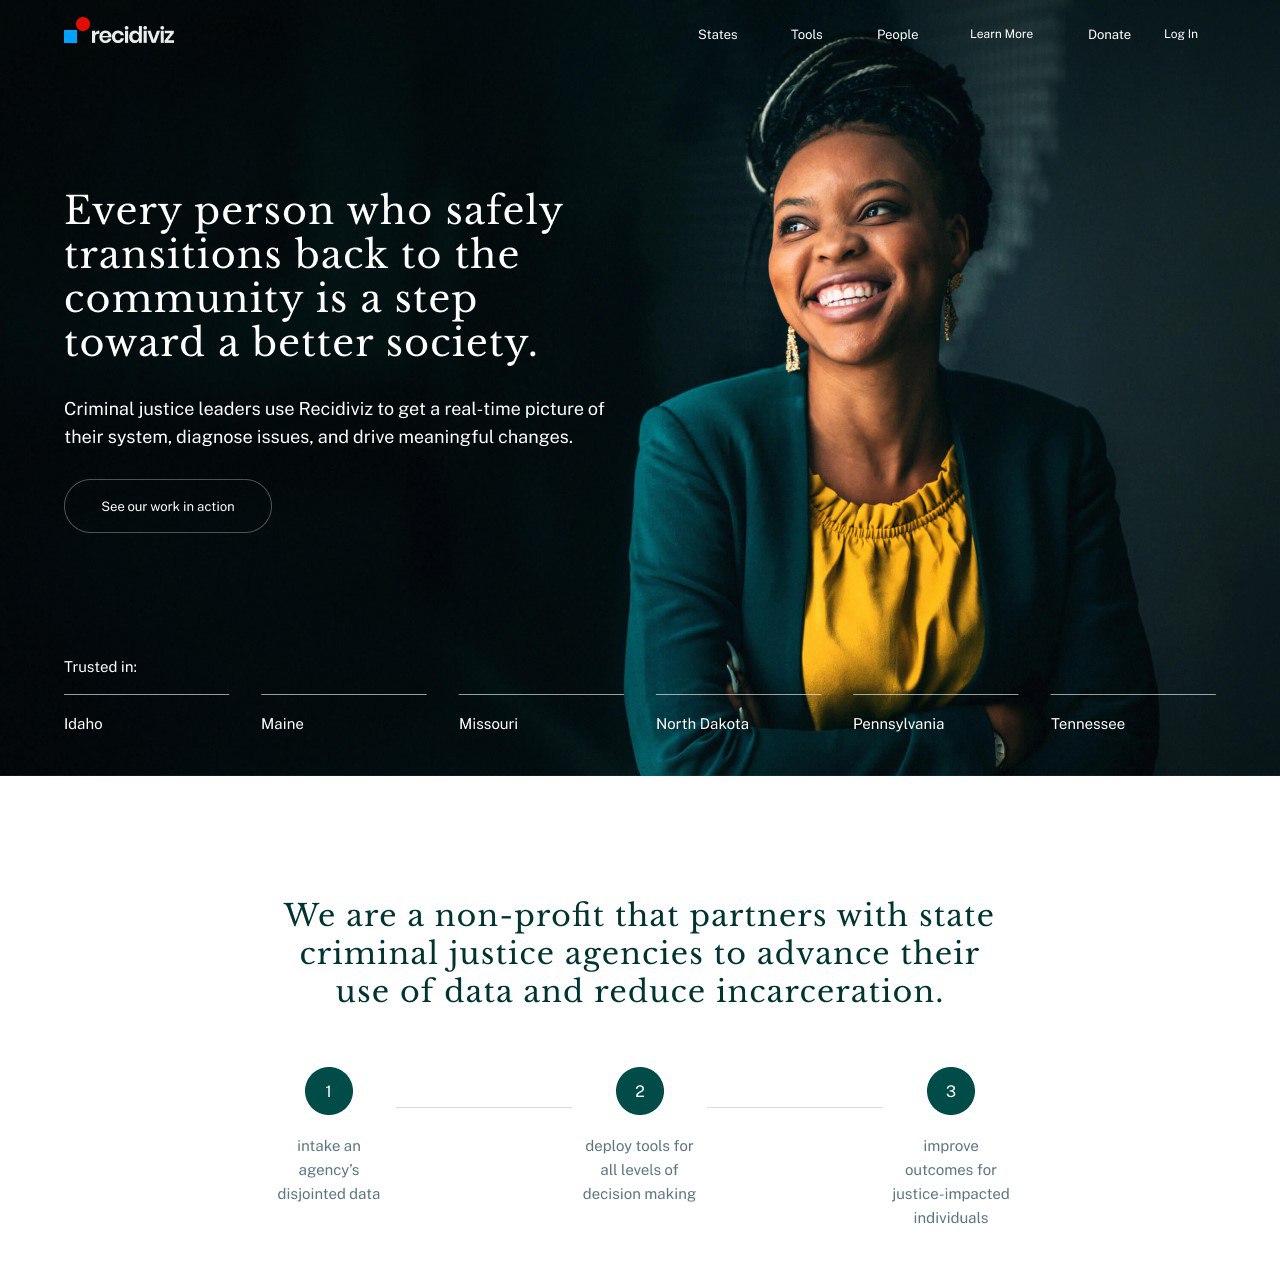 recidiviz
States
Tools
People
Learn More
Donate
Log In
Every person who safely
transitions back to the
community is a step
toward a better society.
Criminal justice leaders use Recidiviz to get a real-time picture of
their system, diagnose issues, and drive meaningful changes.
See our work in action
Trusted in:
Idaho
Maine
Missouri
North Dakota
Pennsylvania
Tennessee
We are a non-profit that partners with state
criminal justice agencies to advance their
use of data and reduce incarceration.
1
intake an
agency’s
disjointed data
2
deploy tools for
all levels of
decision making
3
improve
outcomes for
justice-impacted
individuals